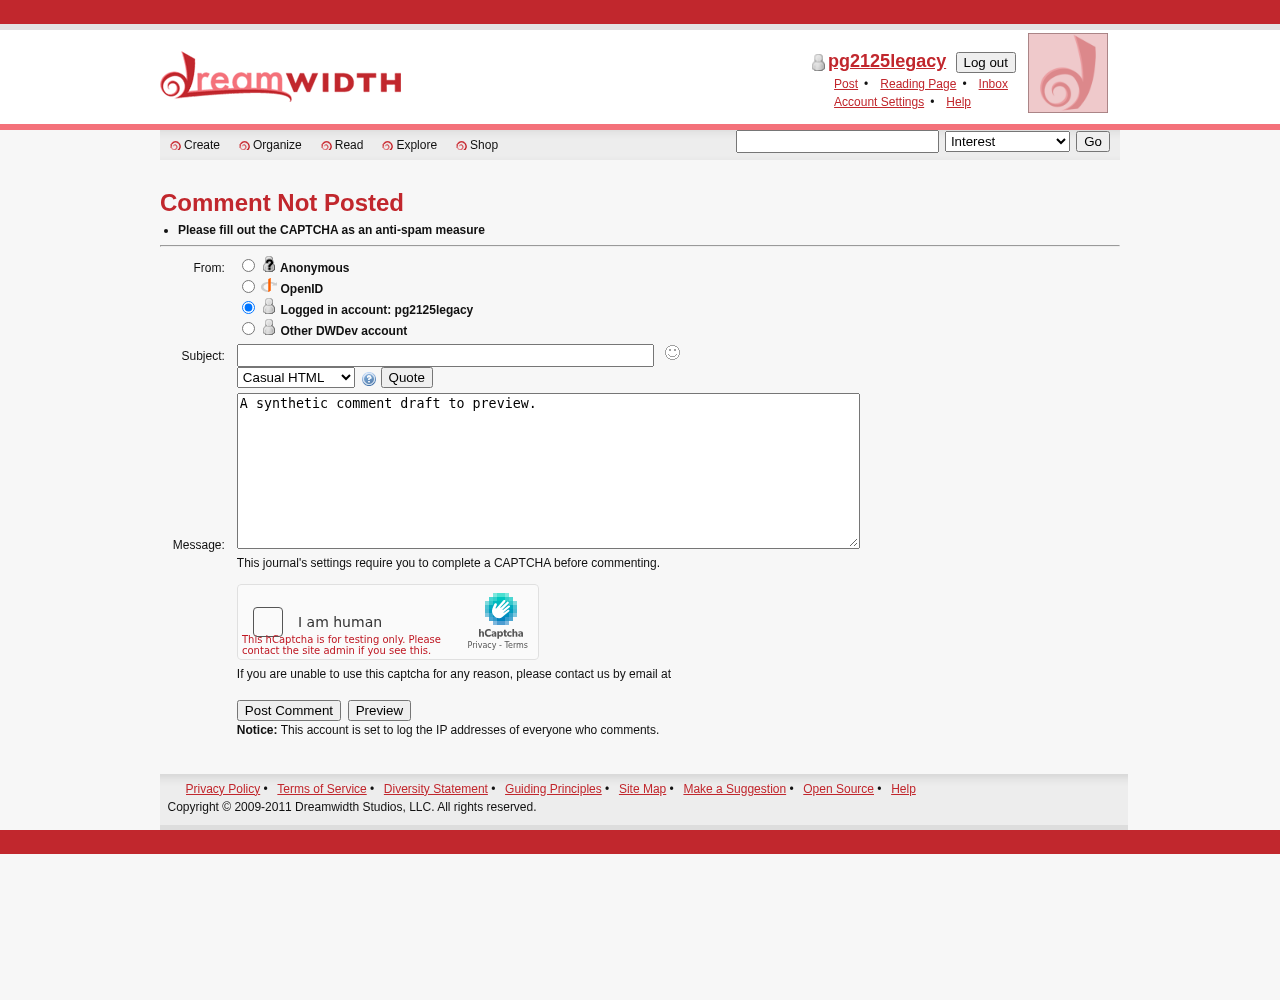 dreamWIDTH
pg2125legacy Log out
Post • Reading Page • Inbox
Account Settings • Help
Create Organize Read Explore Shop Interest Go
Comment Not Posted
• Please fill out the CAPTCHA as an anti-spam measure
From: Anonymous
OpenID
Logged in account: pg2125legacy
Other DWDev account
Subject:
Casual HTML ? Quote
A synthetic comment draft to preview.
Message:
This journal's settings require you to complete a CAPTCHA before commenting.
I am human
This hCaptcha is for testing only. Please
contact the site admin if you see this.
hCaptcha
Privacy - Terms
If you are unable to use this captcha for any reason, please contact us by email at
Post Comment Preview
Notice: This account is set to log the IP addresses of everyone who comments.
Privacy Policy • Terms of Service • Diversity Statement • Guiding Principles • Site Map • Make a Suggestion • Open Source • Help
Copyright © 2009-2011 Dreamwidth Studios, LLC. All rights reserved.